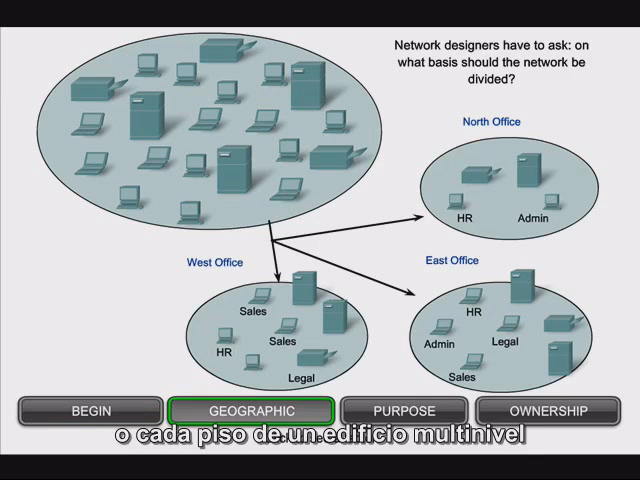 Network designers have to ask: on
what basis should the network be
divided?
North Office
HR
Admin
West Office
East Office
Sales
Sales
HR
Legal
HR
Admin
Legal
Sales
BEGIN
GEOGRAPHIC
PURPOSE
OWNERSHIP
o cada piso de un edificio multinivel